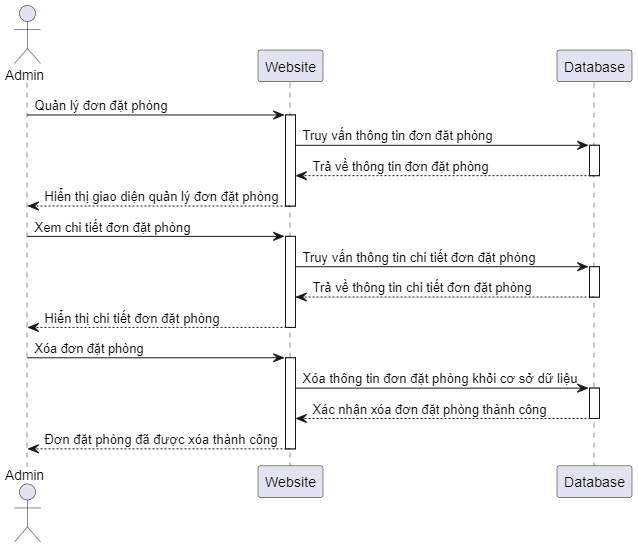 Admin
Website
Database
Quản lý đơn đặt phòng
Truy vấn thông tin đơn đặt phòng
Trả về thông tin đơn đặt phòng
Hiển thị giao diện quản lý đơn đặt phòng
Xem chi tiết đơn đặt phòng
Truy vấn thông tin chi tiết đơn đặt phòng
Trả về thông tin chi tiết đơn đặt phòng
Hiển thị chi tiết đơn đặt phòng
Xóa đơn đặt phòng
Xóa thông tin đơn đặt phòng khỏi cơ sở dữ liệu
Xác nhận xóa đơn đặt phòng thành công
Đơn đặt phòng đã được xóa thành công
Admin
Website
Database